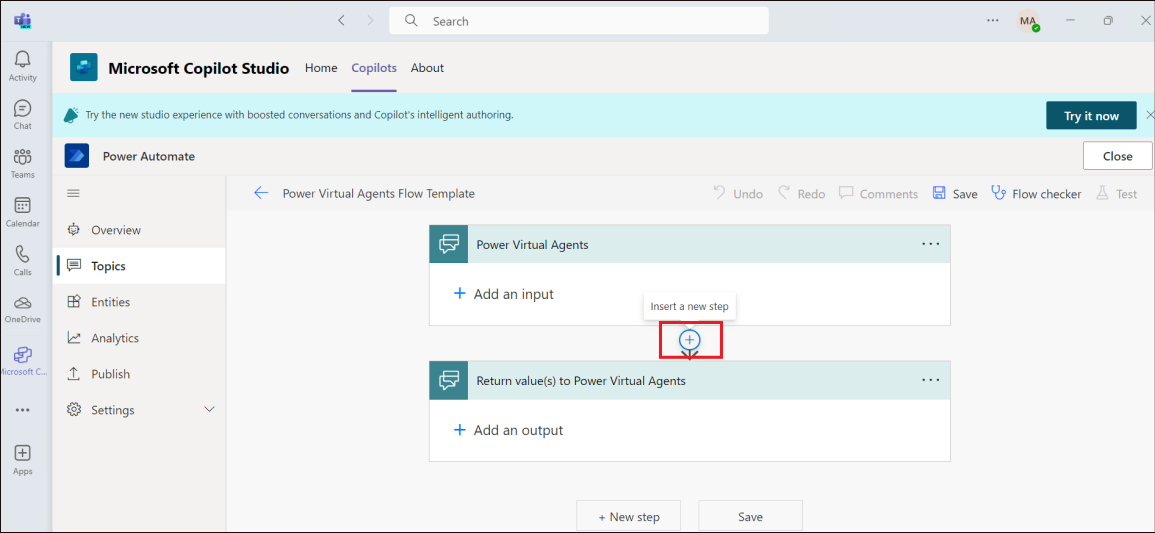 NEW
Search
MA
Activity
Chat
Teams
Calendar
Calls
OneDrive
Microsoft C...
Apps
Microsoft Copilot Studio
Home
Copilots
About
Try the new studio experience with boosted conversations and Copilot's intelligent authoring.
Try it now
Power Automate
Close
Overview
Topics
Entities
Analytics
Publish
Settings
Power Virtual Agents Flow Template
Undo
Redo
Comments
Save
Flow checker
Test
Power Virtual Agents
+ Add an input
Insert a new step
Return value(s) to Power Virtual Agents
+ Add an output
+ New step
Save